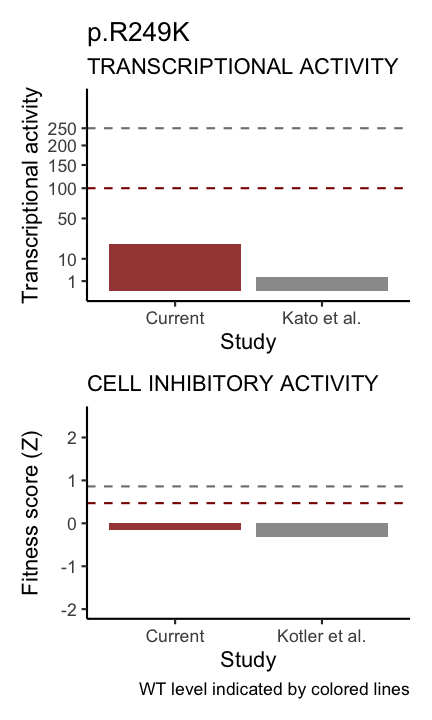 p.R249K
TRANSCRIPTIONAL ACTIVITY
Transcriptional activity
250
200
150
100
50
10
1
Current
Kato et al.
Study
CELL INHIBITORY ACTIVITY
Fitness score (Z)
2
1
0
-1
-2
Current
Kotler et al.
Study
WT level indicated by colored lines